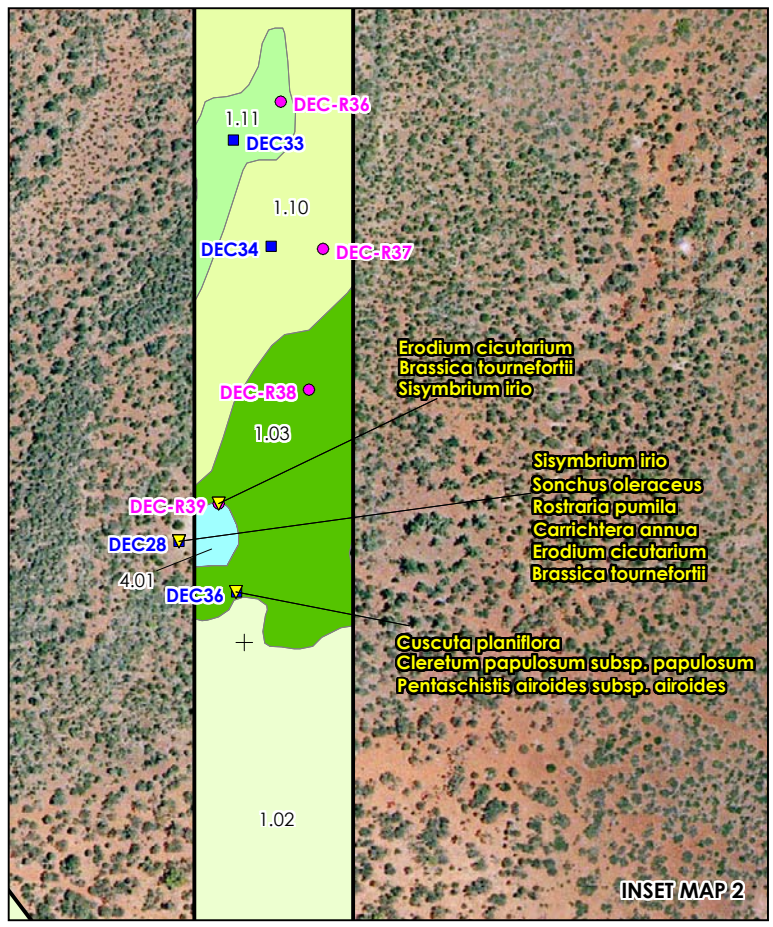 DEC-R36
1.11
DEC33
1.10
DEC34
DEC-R37
Erodium cicutarium
Brassica tournefortii
Sisymbrium irio
DEC-R38
1.03
Sisymbrium irio
Sonchus oleraceus
Rostraria pumila
Carrichtera annua
Erodium cicutarium
Brassica tournefortii
DEC-R39
DEC28
4.01
DEC36
Cuscuta planiflora
Cleretum papulosum subsp. papulosum
Pentaschistis airoides subsp. airoides
1.02
INSET MAP 2